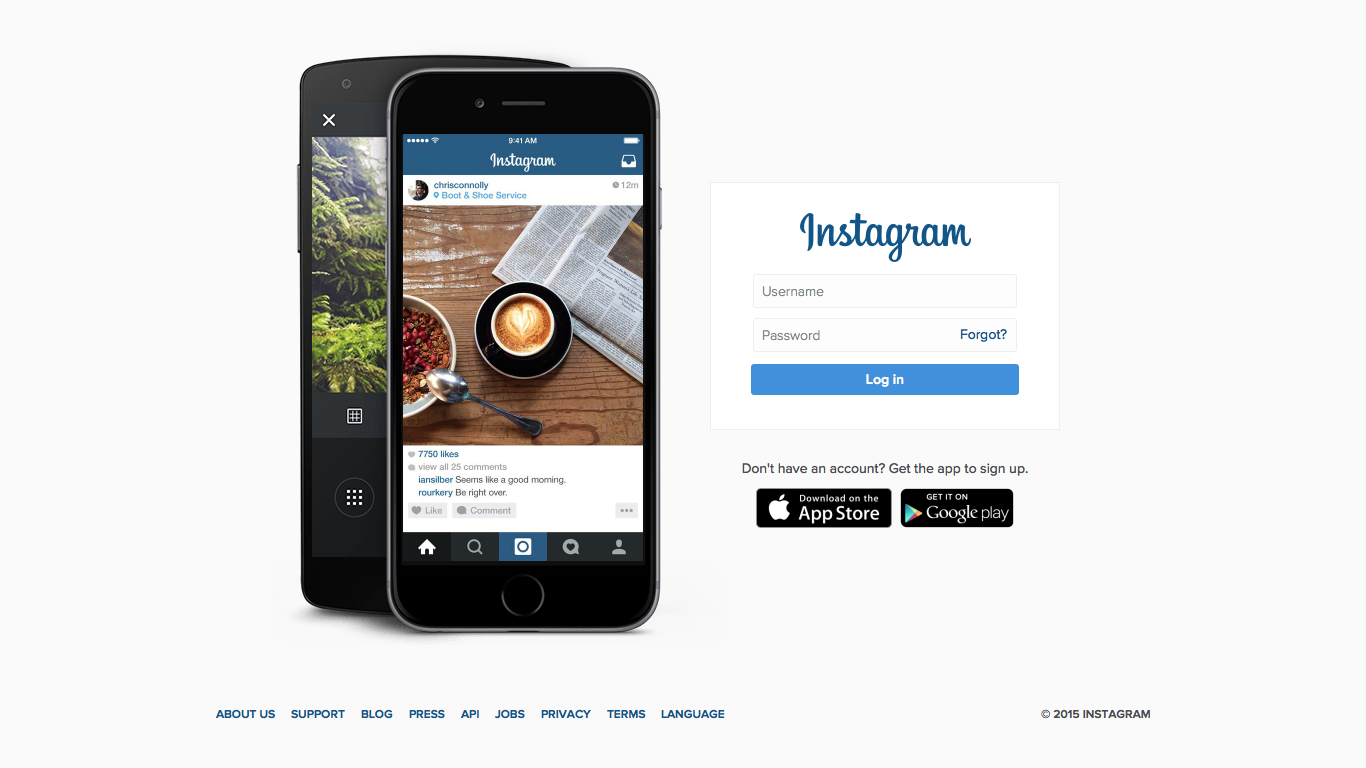 9:41 AM
Instagram
chrisconnolly
12m
Boot & Shoe Service
7750 likes
view all 25 comments
iansilber Seems like a good morning.
rourkery Be right over.
Like
Comment
Instagram
Username
Password
Forgot?
Log in
Don't have an account? Get the app to sign up.
Download on the
App Store
GET IT ON
Google play
ABOUT US
SUPPORT
BLOG
PRESS
API
JOBS
PRIVACY
TERMS
LANGUAGE
© 2015 INSTAGRAM